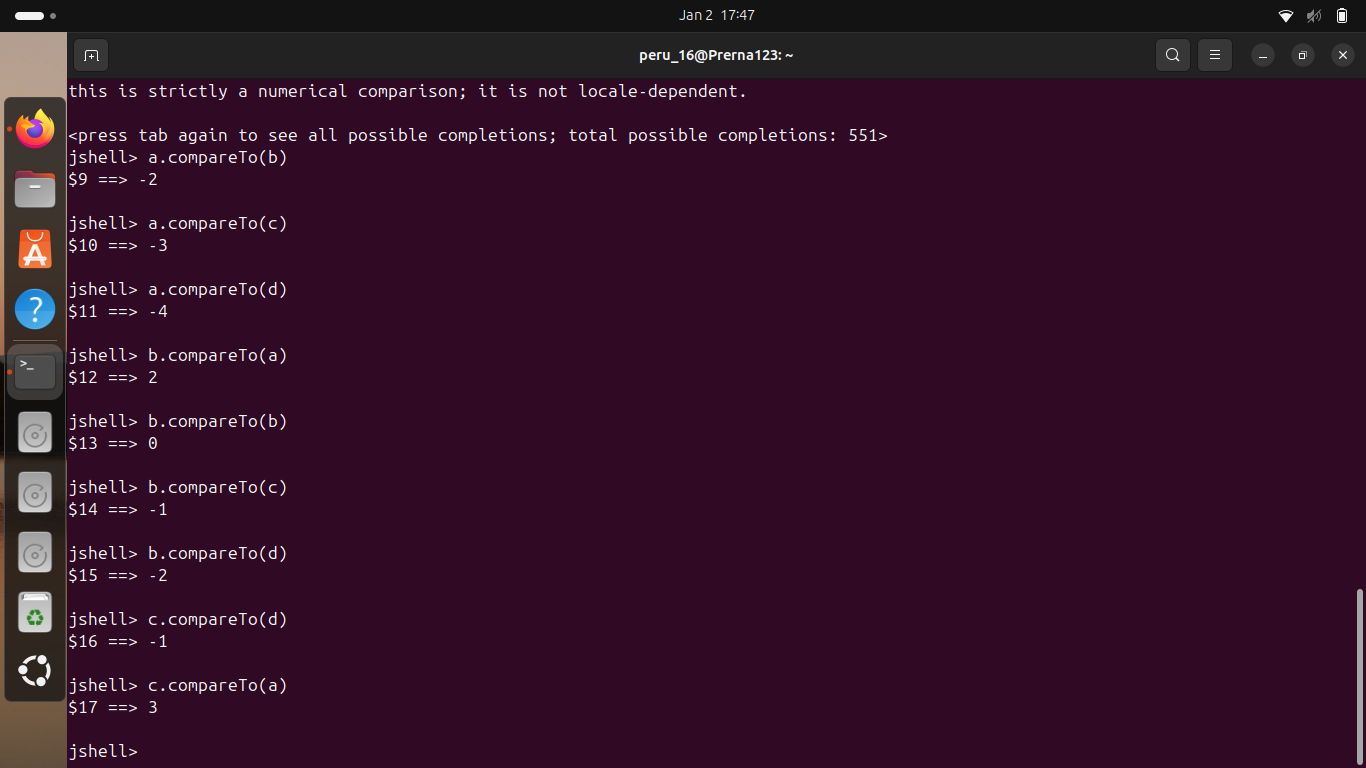 Jan 2 17:47
peru_16@Prerna123: ~
this is strictly a numerical comparison; it is not locale-dependent.
<press tab again to see all possible completions; total possible completions: 551>
jshell> a.compareTo(b)
$9 ==> -2
jshell> a.compareTo(c)
$10 ==> -3
jshell> a.compareTo(d)
$11 ==> -4
jshell> b.compareTo(a)
$12 ==> 2
jshell> b.compareTo(b)
$13 ==> 0
jshell> b.compareTo(c)
$14 ==> -1
jshell> b.compareTo(d)
$15 ==> -2
jshell> c.compareTo(d)
$16 ==> -1
jshell> c.compareTo(a)
$17 ==> 3
jshell>